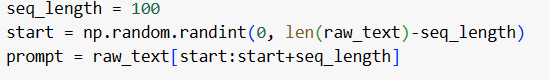 seq_length = 100
start = np.random.randint(0, len(raw_text)-seq_length)
prompt = raw_text[start:start+seq_length]